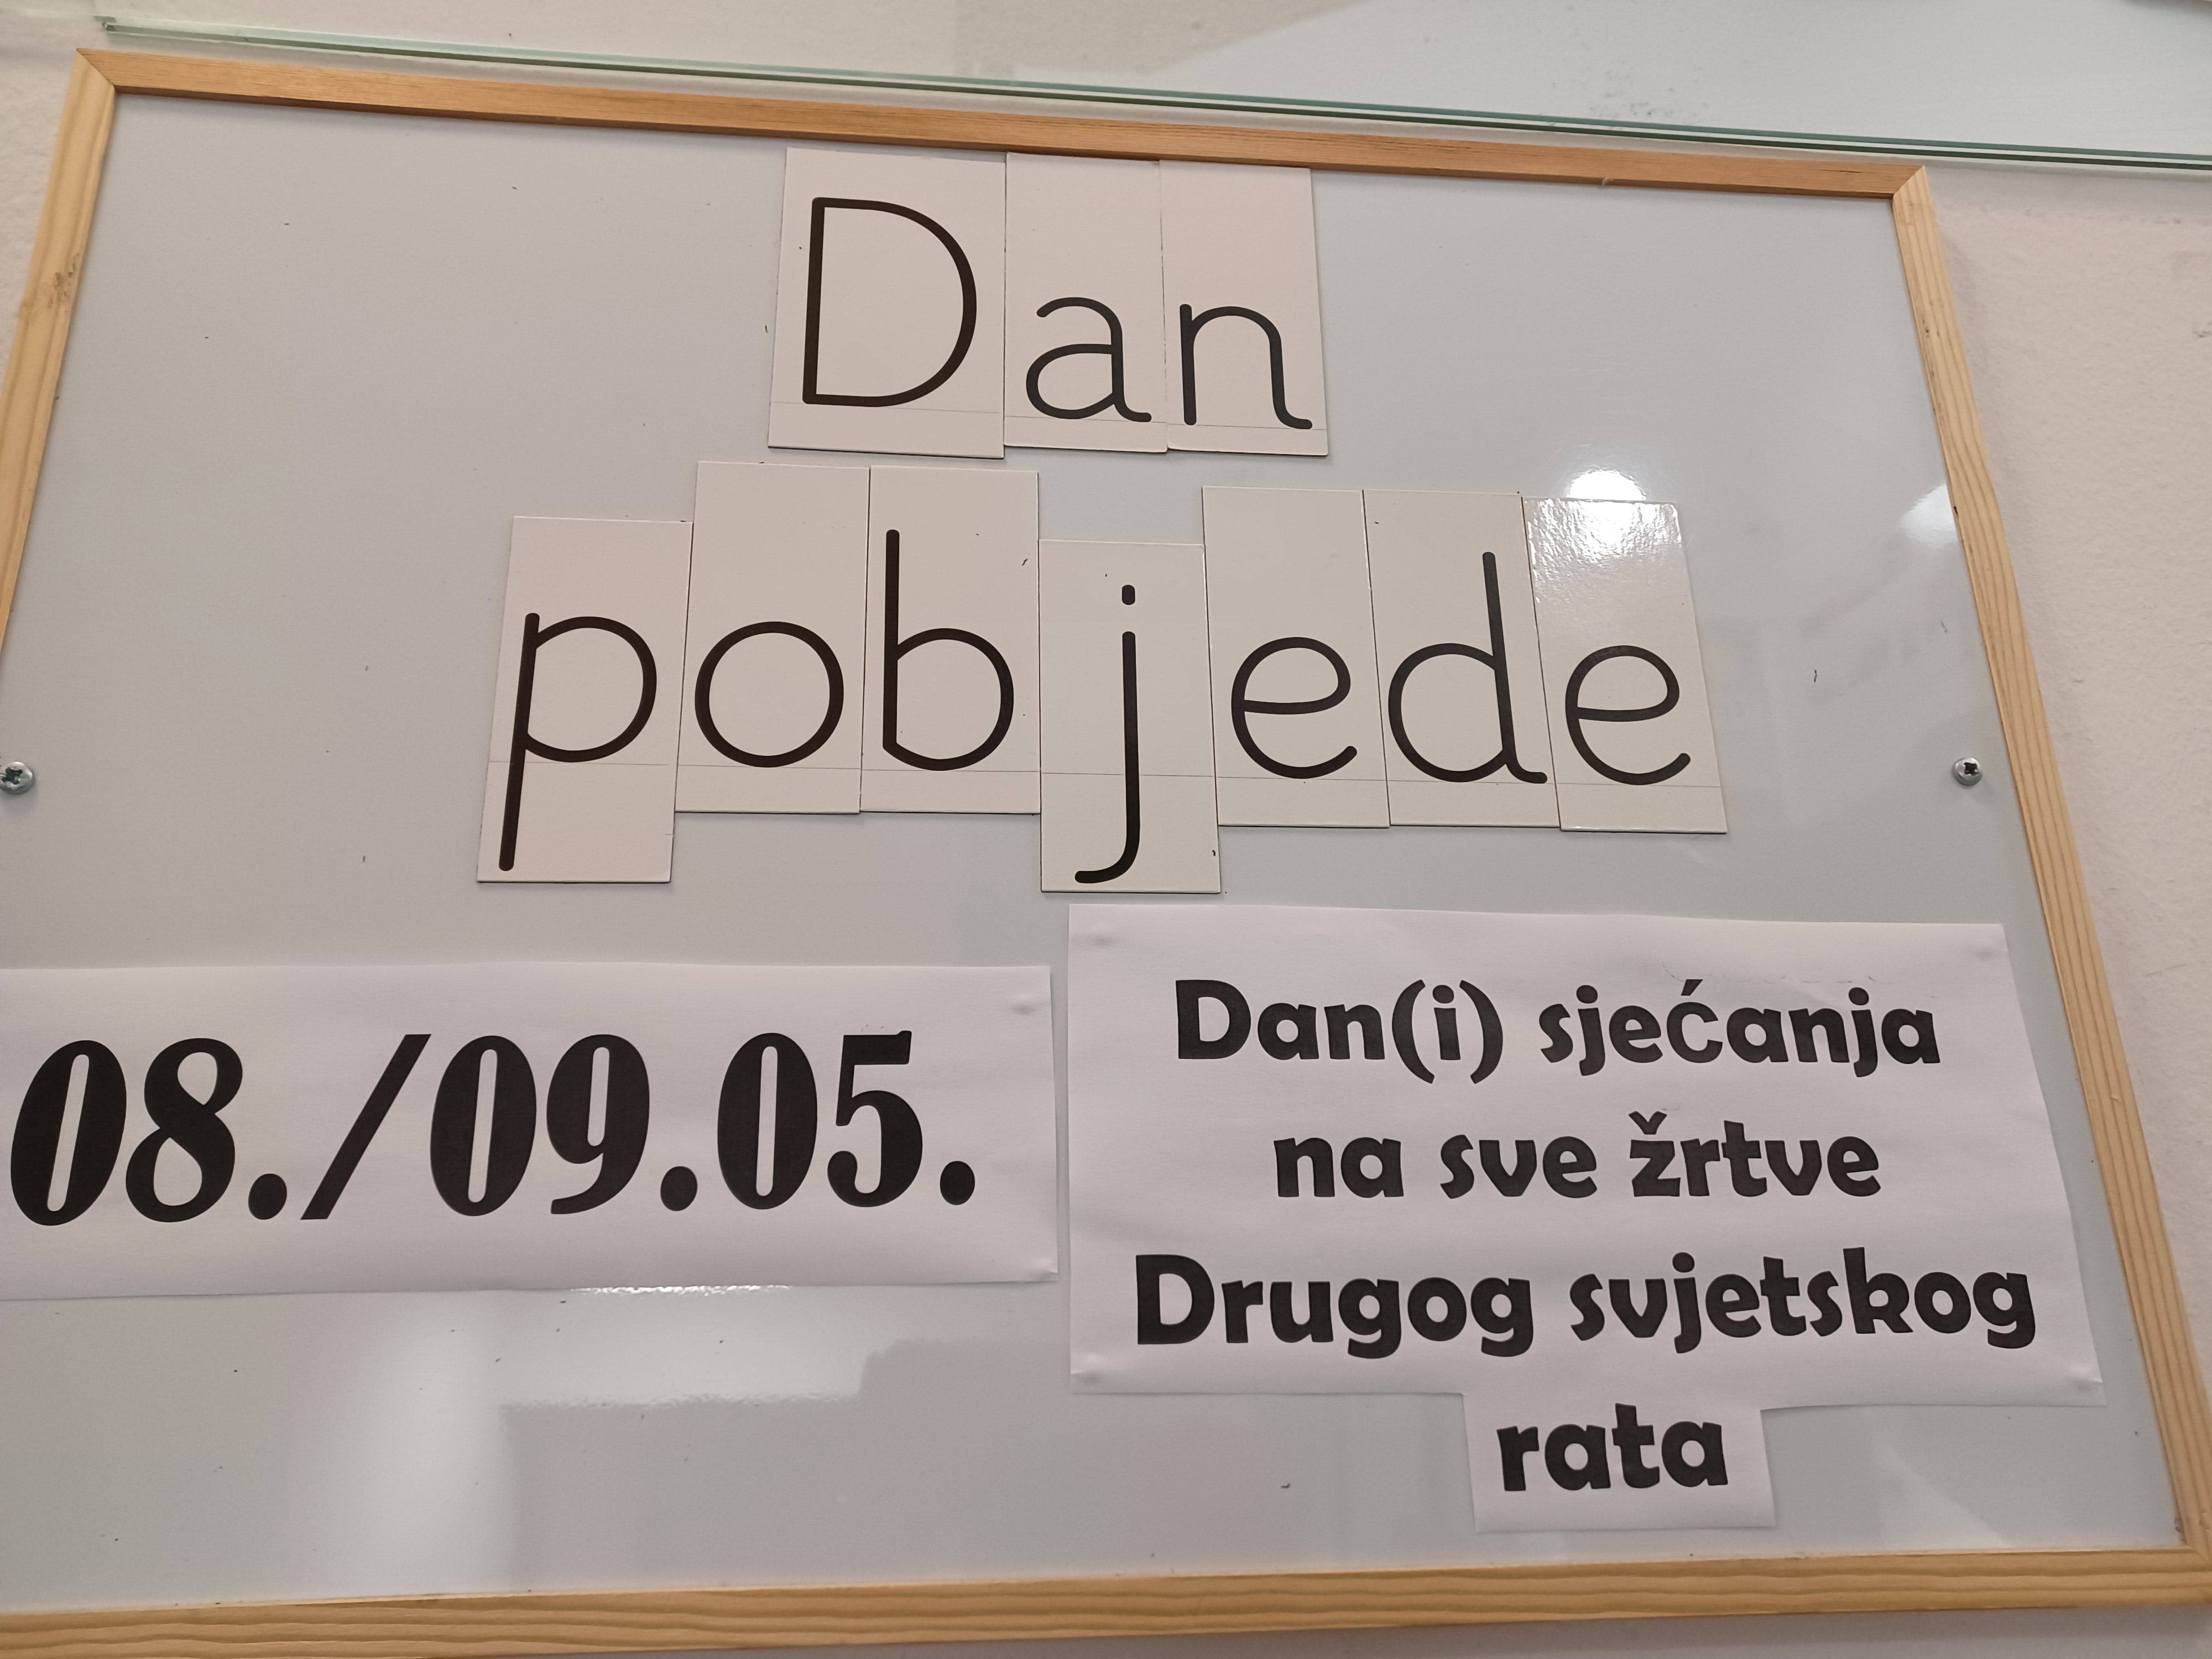 Dan
pobjede
08./09.05.
Dan(i) sjećanja
na sve žrtve
Drugog svjetskog
rata